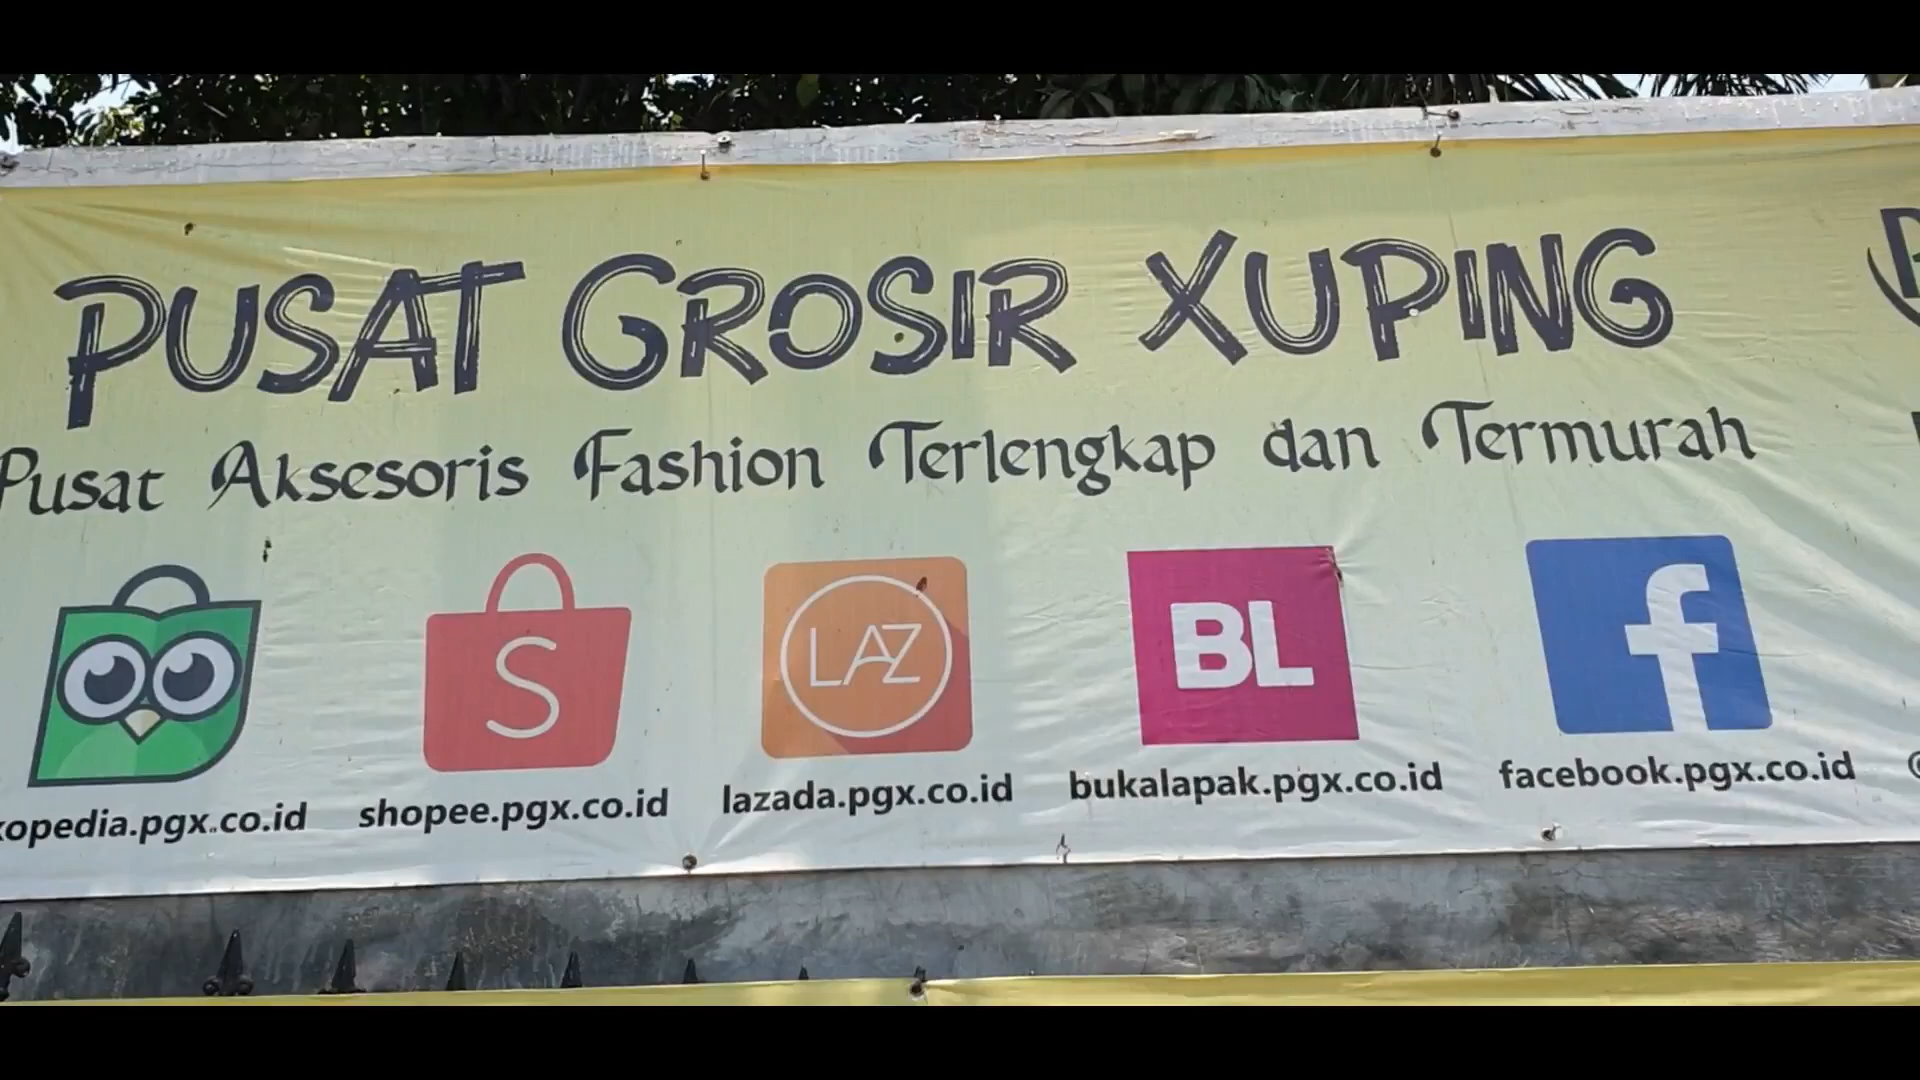 PUSAT GROSIR XUPING
Pusat Aksesoris Fashion Terlengkap dan Termurah
S
LAZ
BL
f
kopedia.pgx.co.id
shopee.pgx.co.id
lazada.pgx.co.id
bukalapak.pgx.co.id
facebook.pgx.co.id